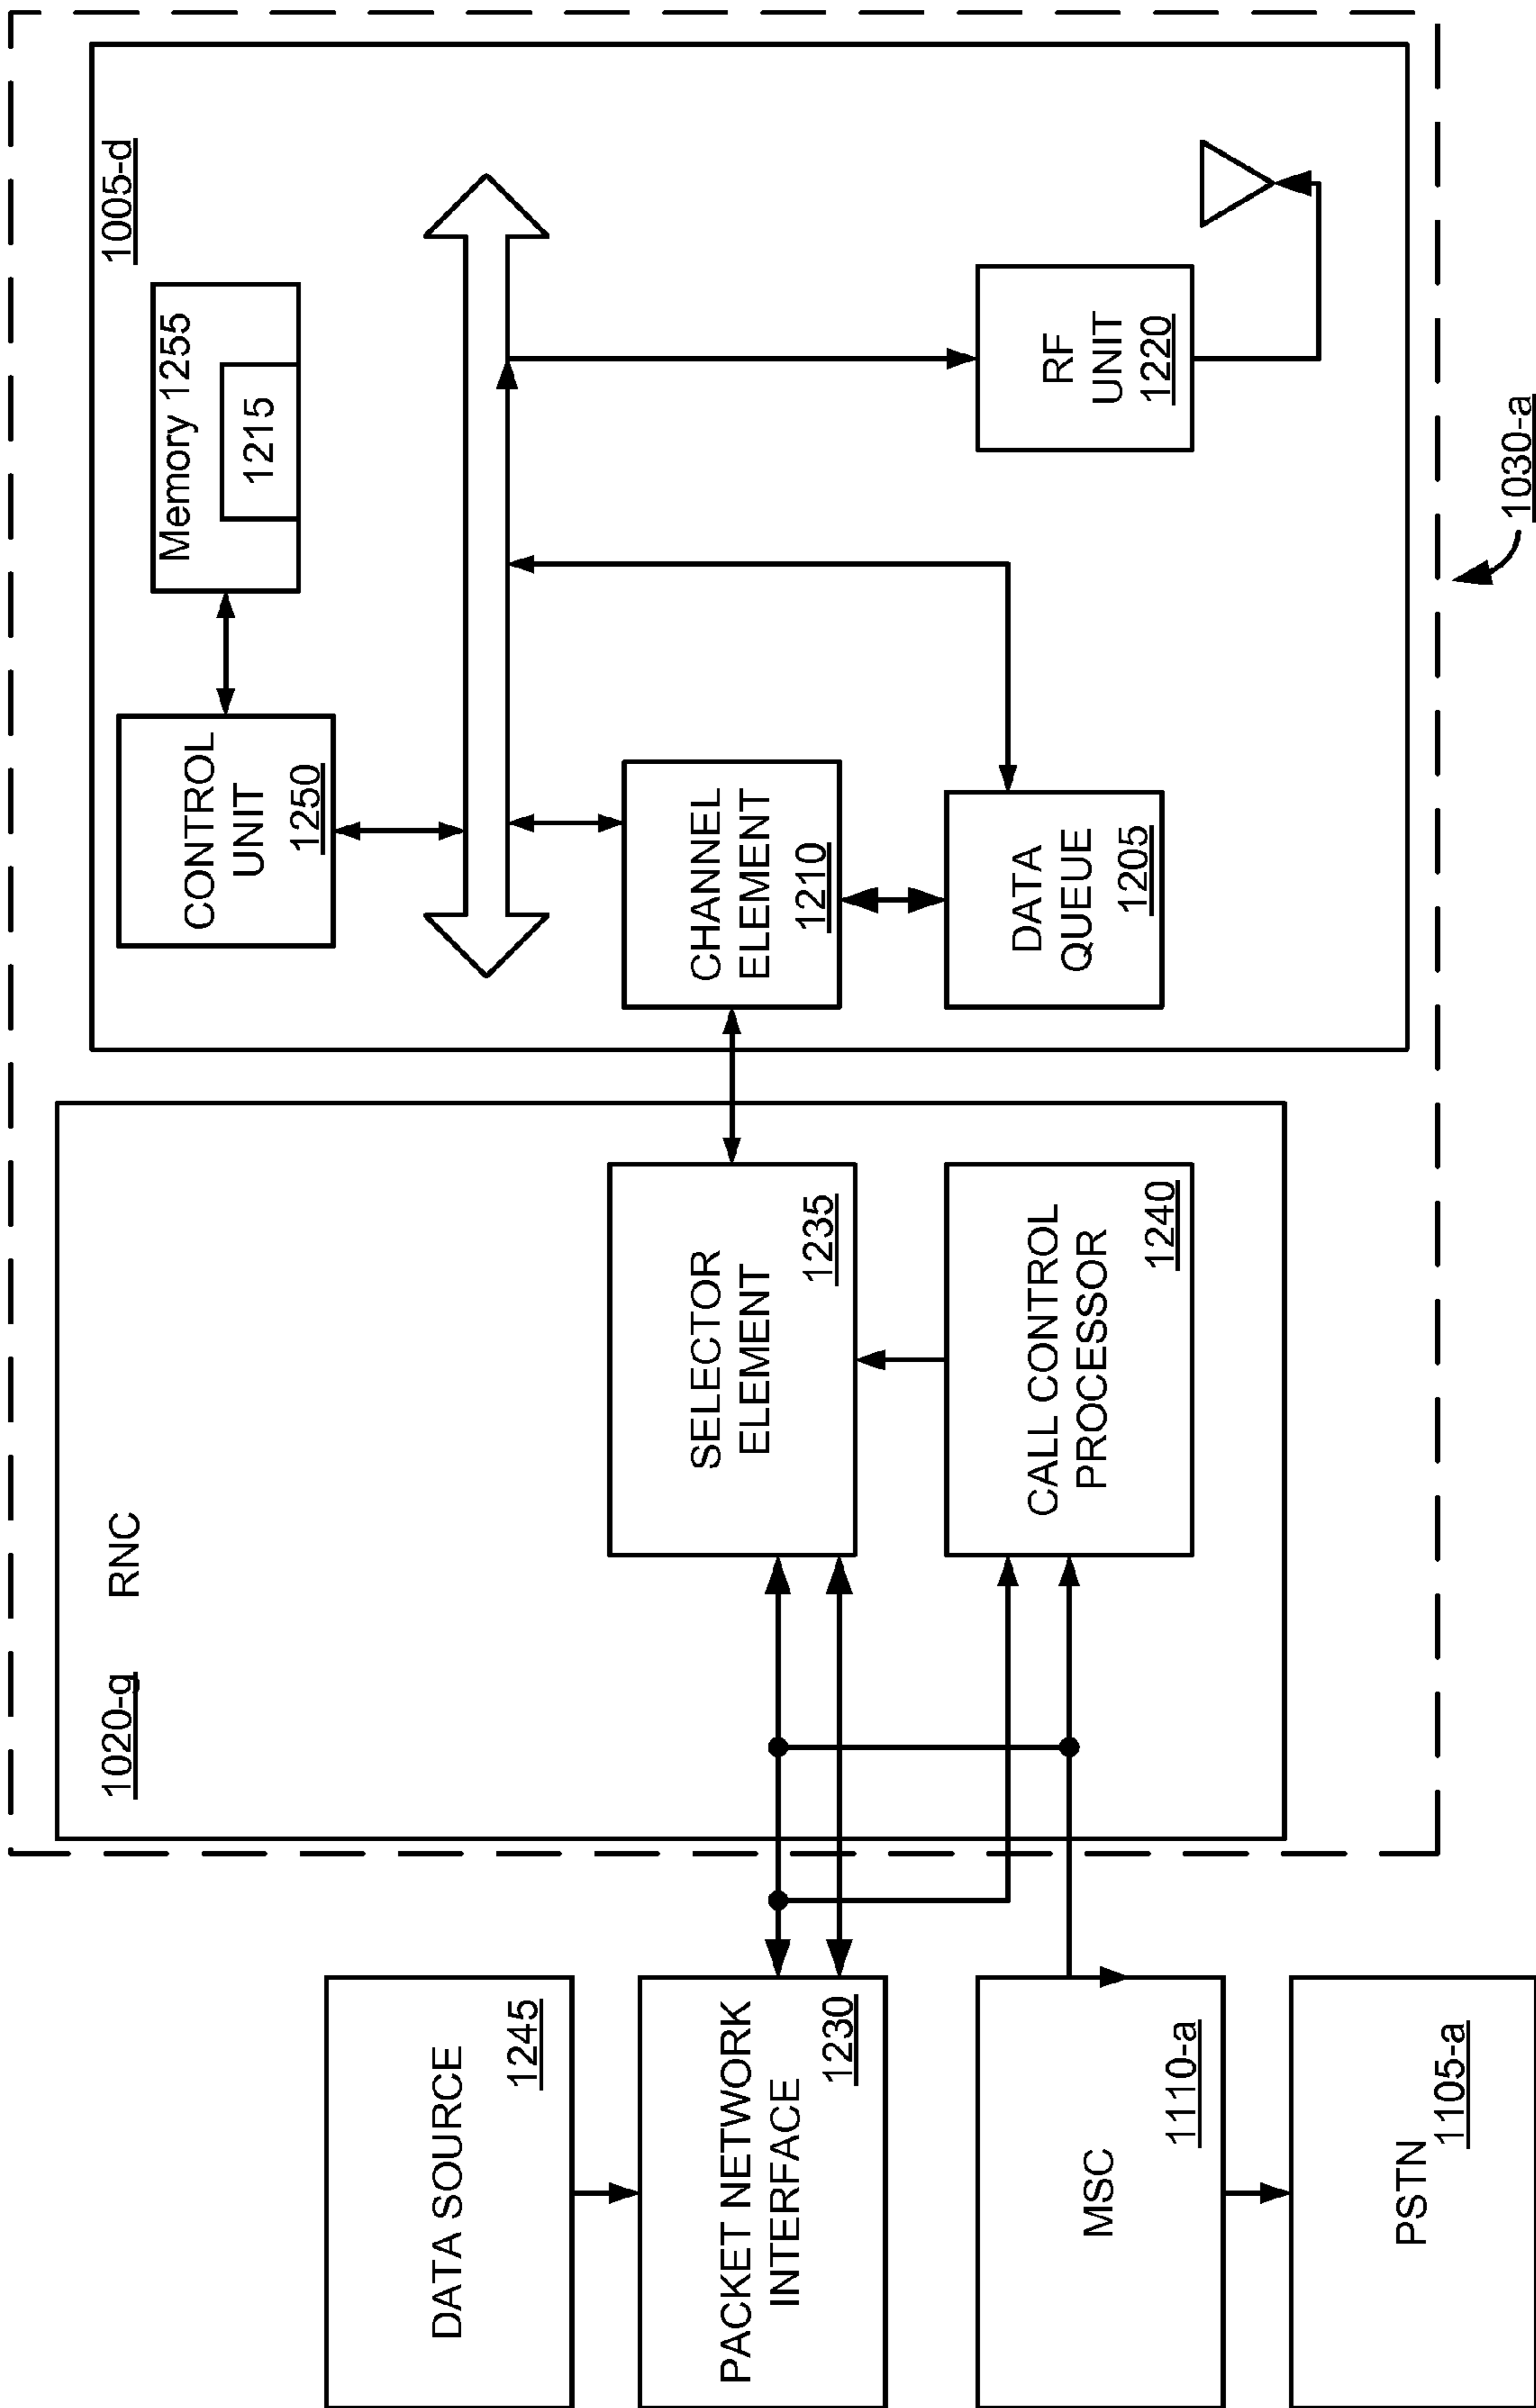 1020-g
RNC
1005-d
CONTROL
UNIT
1250
Memory 1255
1215
DATA SOURCE
1245
PACKET NETWORK
INTERFACE
1230
SELECTOR
ELEMENT
1235
CHANNEL
ELEMENT
1210
MSC
1110-a
CALL CONTROL
PROCESSOR
1240
DATA
QUEUE
1205
RF
UNIT
1220
PSTN
1105-a
1030-a